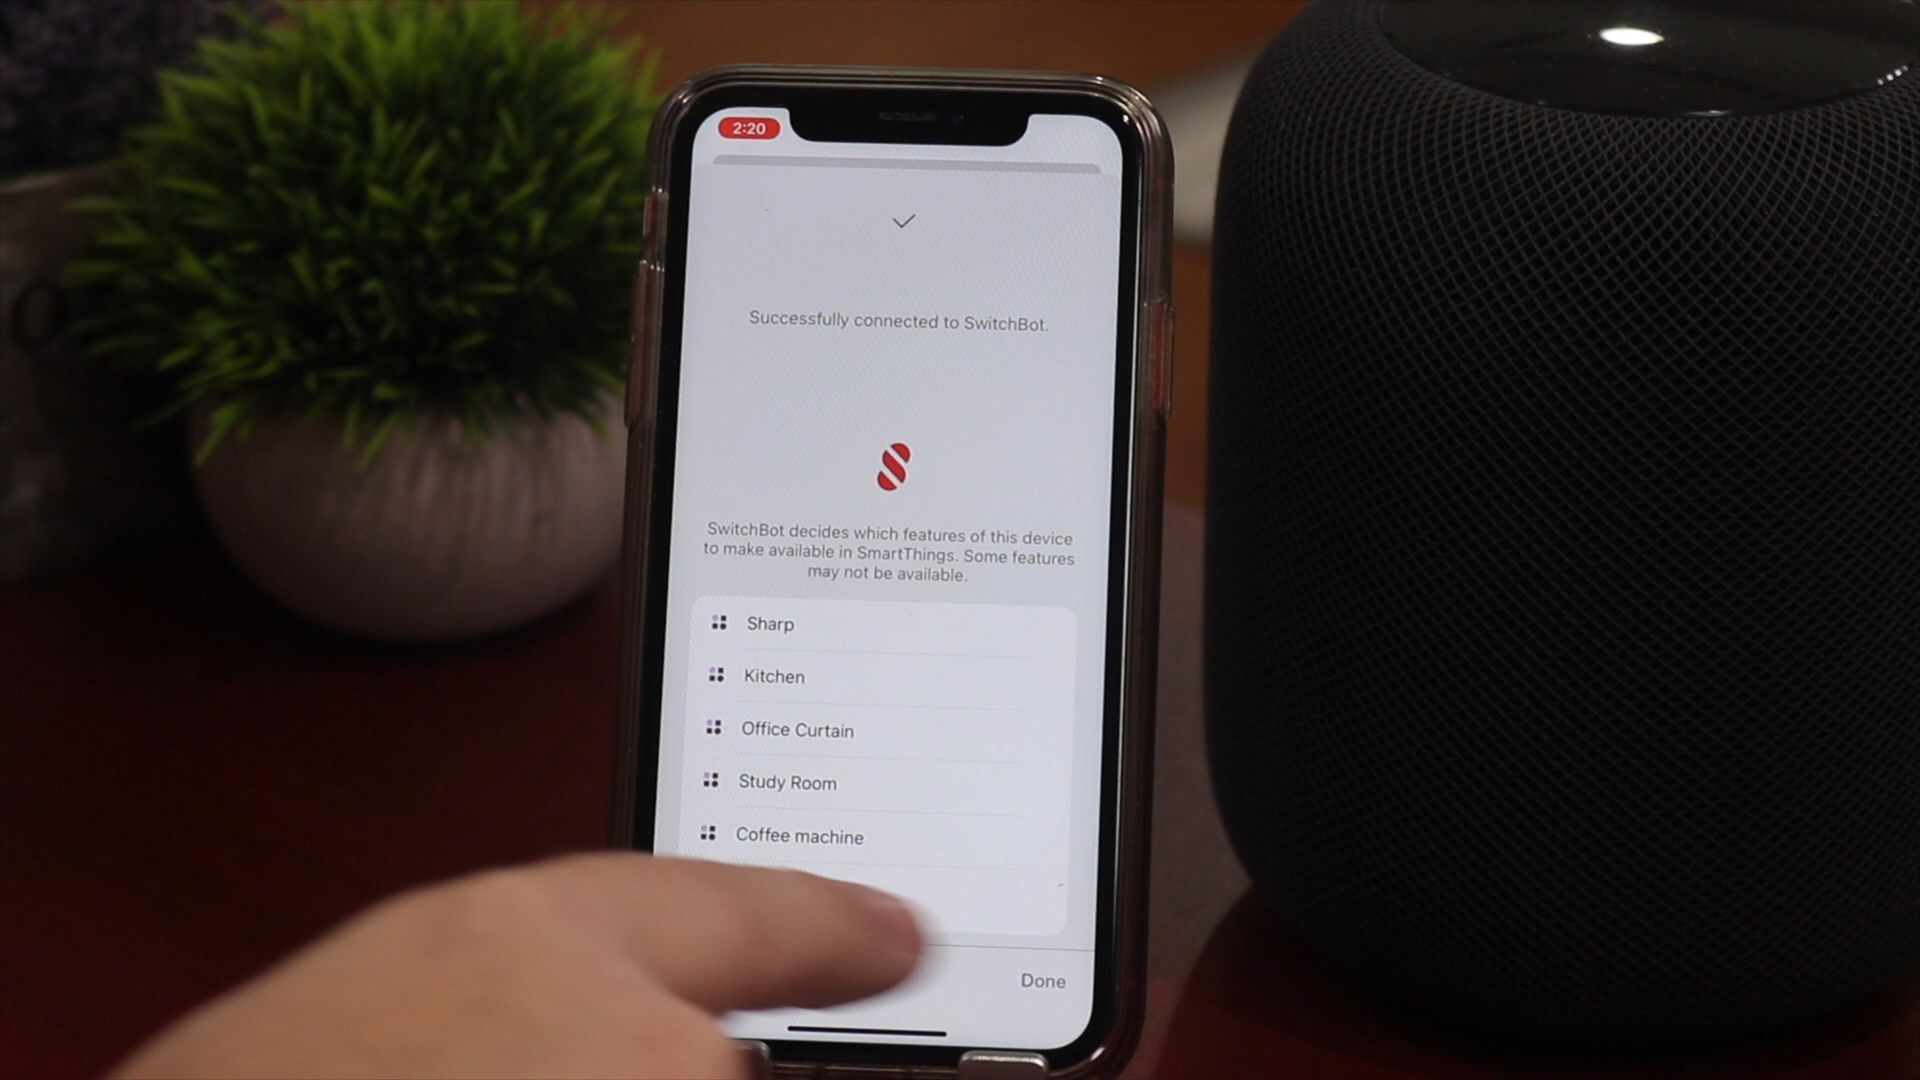 2:20
Successfully connected to SwitchBot.
SwitchBot decides which features of this device
to make available in SmartThings. Some features
may not be available.
Sharp
Kitchen
Office Curtain
Study Room
Coffee machine
Done